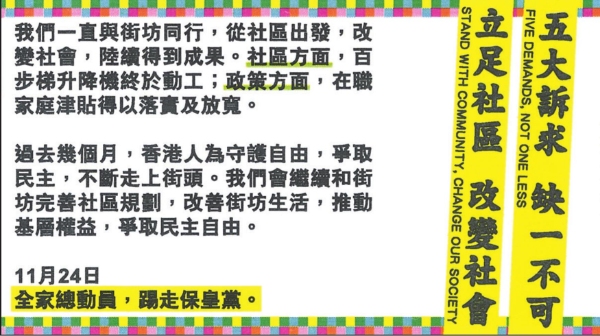 我們一直與街坊同行，從社區出發，改
變社會，陸續得到成果。社區方面，百
步梯升降機終於動工；政策方面，在職
家庭津貼得以落實及放寬。
過去幾個月，香港人為守護自由，爭取
民主，不斷走上街頭。我們會繼續和街
坊完善社區規劃，改善街坊生活，推動
基層權益，爭取民主自由。
11月24日
全家總動員，踢走保皇黨。
五大訴求 缺一不可
FIVE DEMANDS, NOT ONE LESS
立足社區 改變社會
STAND WITH COMMUNITY, CHANGE OUR SOCIETY